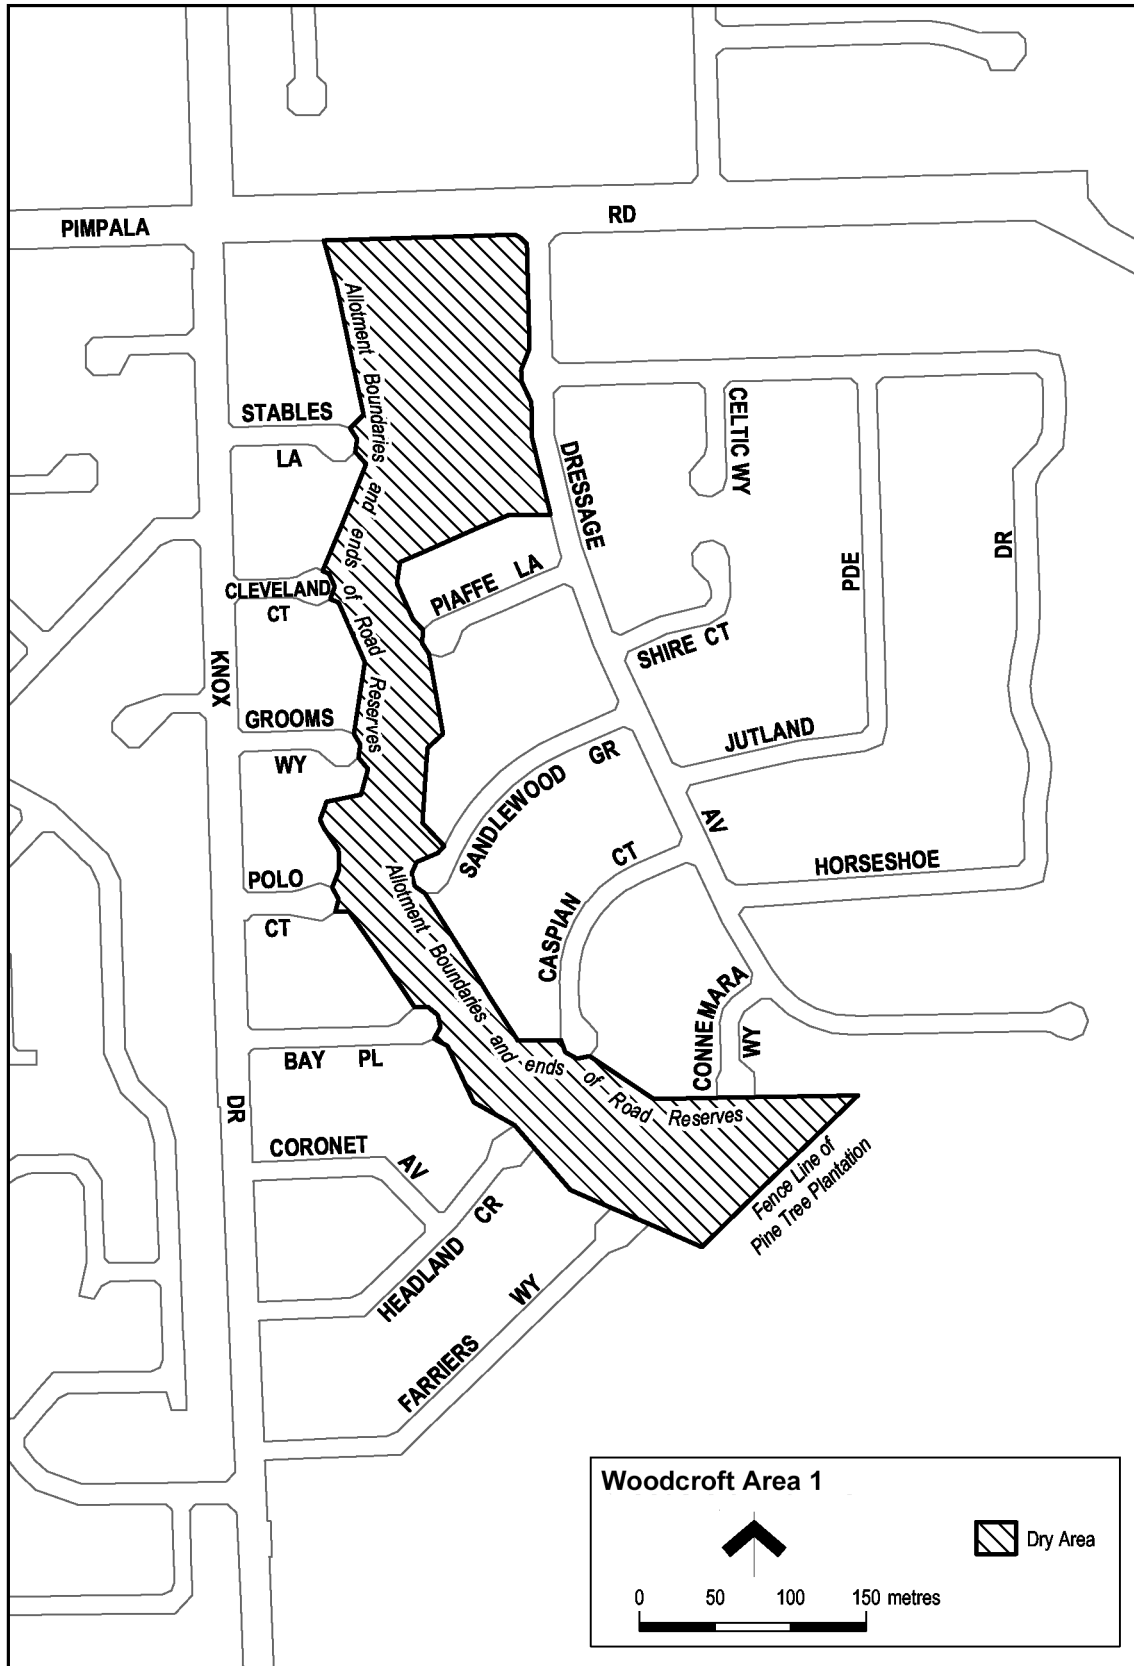 PIMPALA
RD
Allotment Boundaries and ends of Road Reserves
STABLES
LA
CELTIC WY
DRESSAGE
DR
PDE
PIAFFE LA
CLEVELAND
CT
SHIRE CT
KNOX
GROOMS
WY
JUTLAND
SANDLEWOOD GR
AV
HORSESHOE
POLO
CT
CASPIAN CT
Allotment Boundaries and ends of Road Reserves
CONNEMARA
WY
BAY PL
DR
CORONET
AV
HEADLAND CR
Fence Line of
Pine Tree Plantation
FARRIERS WY
Woodcroft Area 1
Dry Area
0 50 100 150 metres